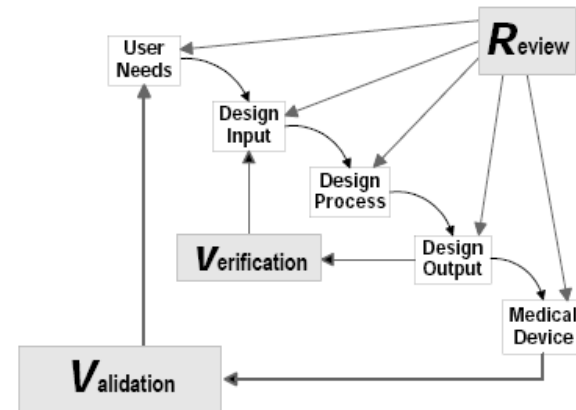 Review
User
Needs
Design
Input
Design
Process
Verification
Design
Output
Medical
Device
Validation